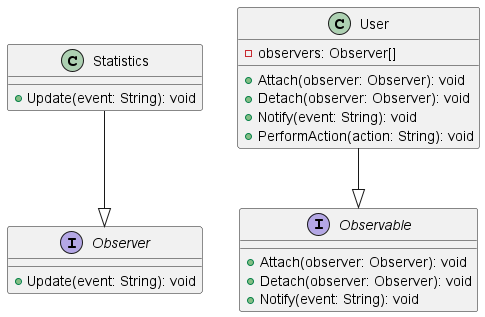 C Statistics
+ Update(event: String): void
C User
- observers: Observer[]
+ Attach(observer: Observer): void
+ Detach(observer: Observer): void
+ Notify(event: String): void
+ PerformAction(action: String): void
I Observer
+ Update(event: String): void
I Observable
+ Attach(observer: Observer): void
+ Detach(observer: Observer): void
+ Notify(event: String): void